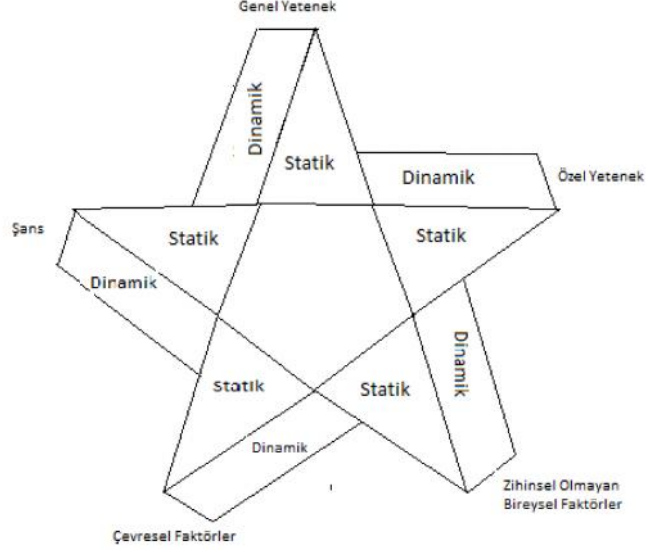 Genel Yetenek
Dinamik
Statik
Dinamik
Özel Yetenek
Şans
Statik
Statik
Dinamik
Dinamik
Statik
Statik
Dinamik
Zihinsel Olmayan
Bireysel Faktörler
Çevresel Faktörler